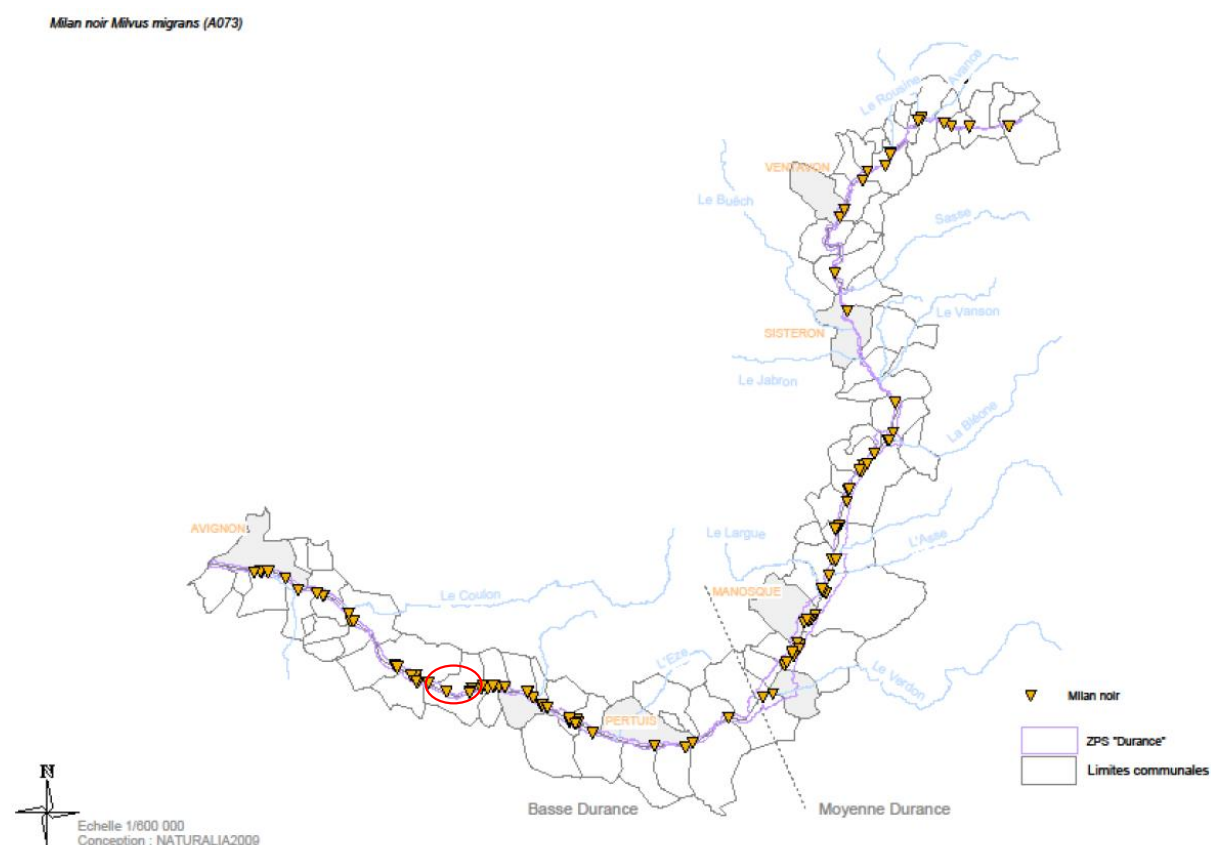 Milan noir Milvus migrans (A073)
Le Rousine
Avance
VENTAVON
Le Buëch
Sasse
Le Vanson
SISTERON
Le Jabron
La Bléone
AVIGNON
Le Largue
L'Asse
Le Coulon
MANOSQUE
L'Eze
Le Verdon
PERTUIS
Milan noir
ZPS "Durance"
Limites communales
N
Basse Durance
Moyenne Durance
Echelle 1/600 000
Conception : NATURALIA2009